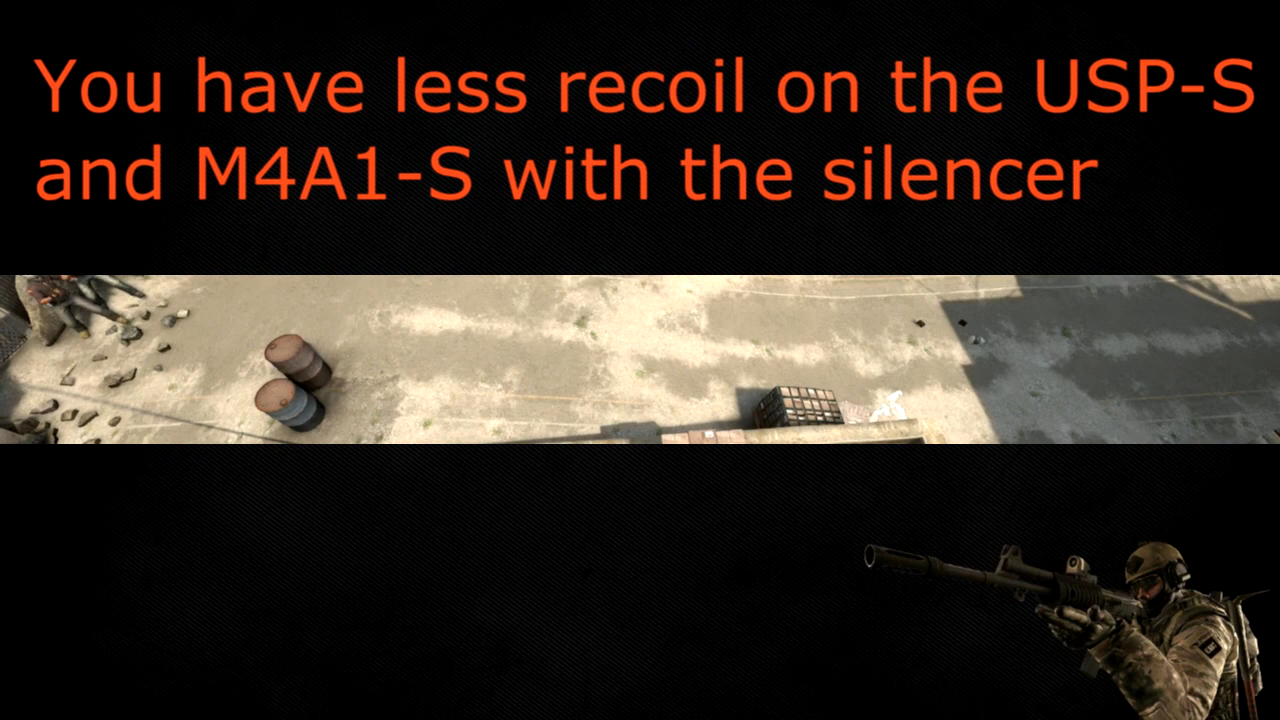 You have less recoil on the USP-S
and M4A1-S with the silencer